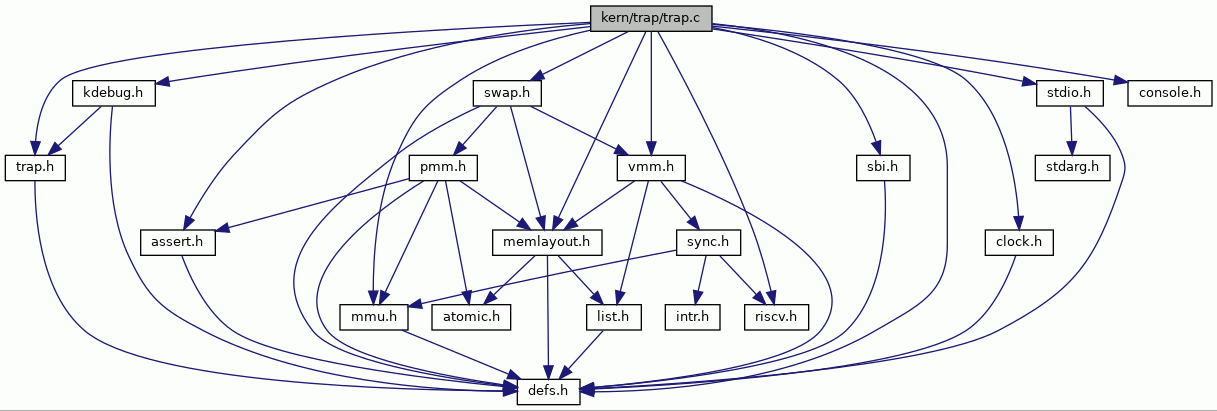 kern/trap/trap.c
kdebug.h
swap.h
stdio.h
console.h
trap.h
pmm.h
vmm.h
sbi.h
stdarg.h
assert.h
memlayout.h
sync.h
clock.h
mmu.h
atomic.h
list.h
intr.h
riscv.h
defs.h